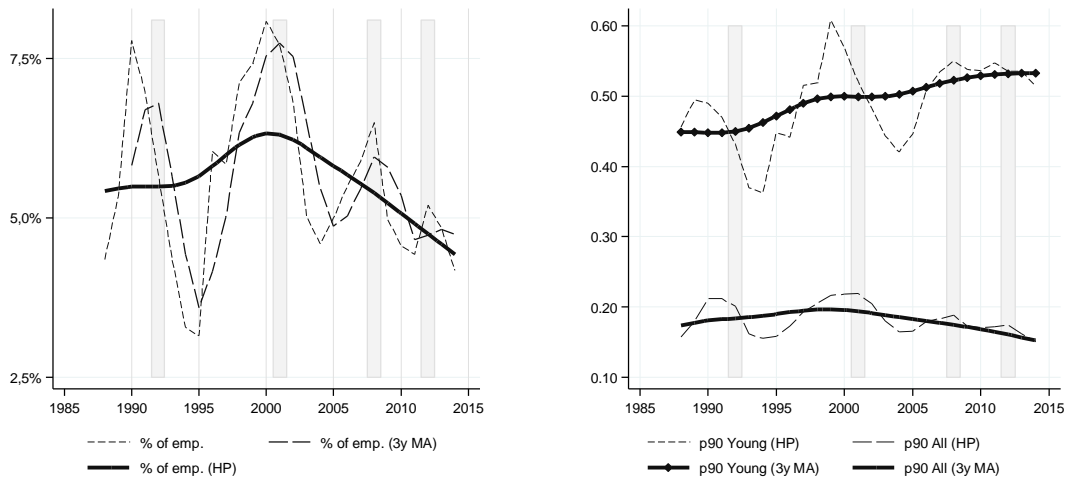 7,5%
5,0%
2,5%
1985 1990 1995 2000 2005 2010 2015
% of emp. % of emp. (3y MA)
% of emp. (HP)
0.60
0.50
0.40
0.30
0.20
0.10
1985 1990 1995 2000 2005 2010 2015
p90 Young (HP) p90 All (HP)
p90 Young (3y MA) p90 All (3y MA)